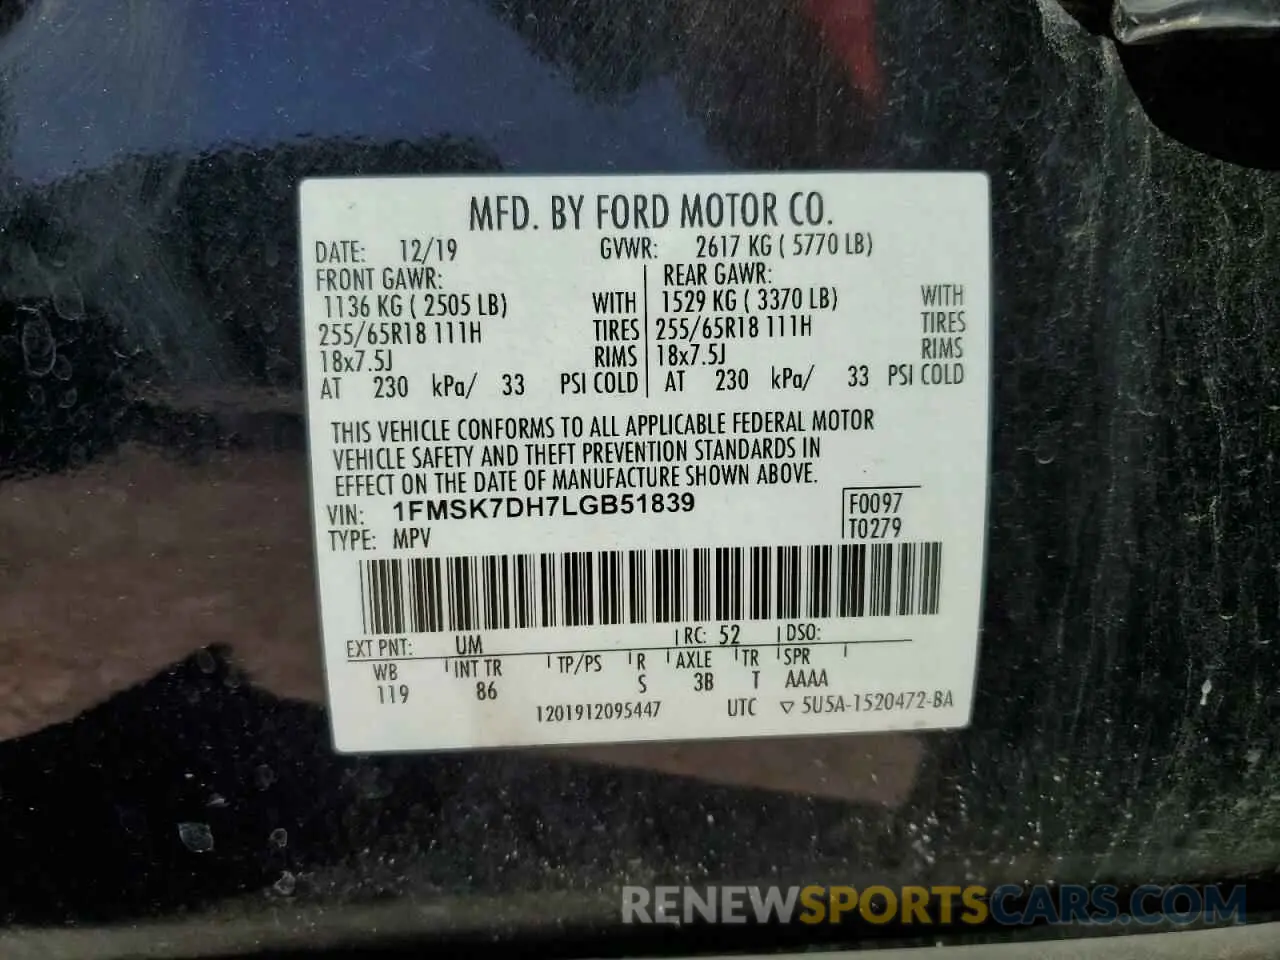 MFD. BY FORD MOTOR CO.
DATE: 12/19 GVWR: 2617 KG ( 5770 LB)
FRONT GAWR: REAR GAWR:
1136 KG ( 2505 LB) WITH 1529 KG ( 3370 LB) WITH
255/65R18 111H TIRES 255/65R18 111H TIRES
18x7.5J RIMS 18x7.5J RIMS
AT 230 kPa/ 33 PSI COLD AT 230 kPa/ 33 PSI COLD
THIS VEHICLE CONFORMS TO ALL APPLICABLE FEDERAL MOTOR
VEHICLE SAFETY AND THEFT PREVENTION STANDARDS IN
EFFECT ON THE DATE OF MANUFACTURE SHOWN ABOVE.
VIN: 1FMSK7DH7LGB51839 F0097
TYPE: MPV T0279
EXT PNT: UM RC: 52 DSO:
WB INT TR TP/PS R AXLE TR SPR
119 86 S 3B T AAAA
1201912095447 UTC ▽ 5U5A-1520472-BA
RENEWSPORTSCARS.COM